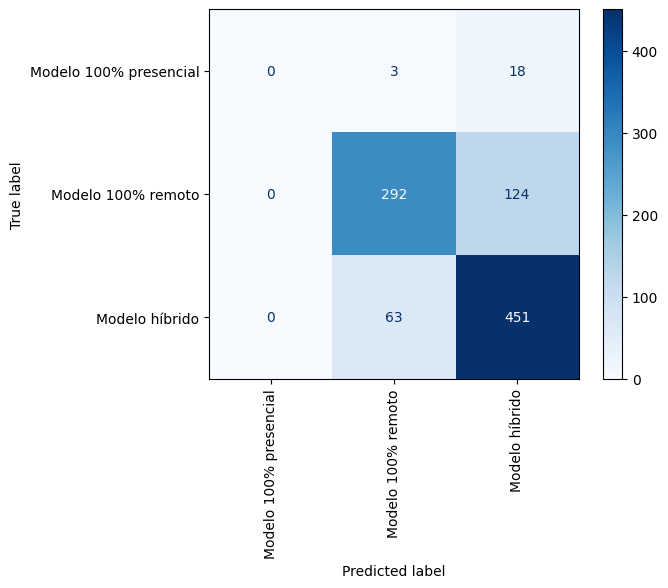 Modelo 100% presencial
0
3
18
Modelo 100% remoto
0
292
124
Modelo híbrido
0
63
451
True label
Modelo 100% presencial
Modelo 100% remoto
Modelo híbrido
Predicted label
400
300
200
100
0